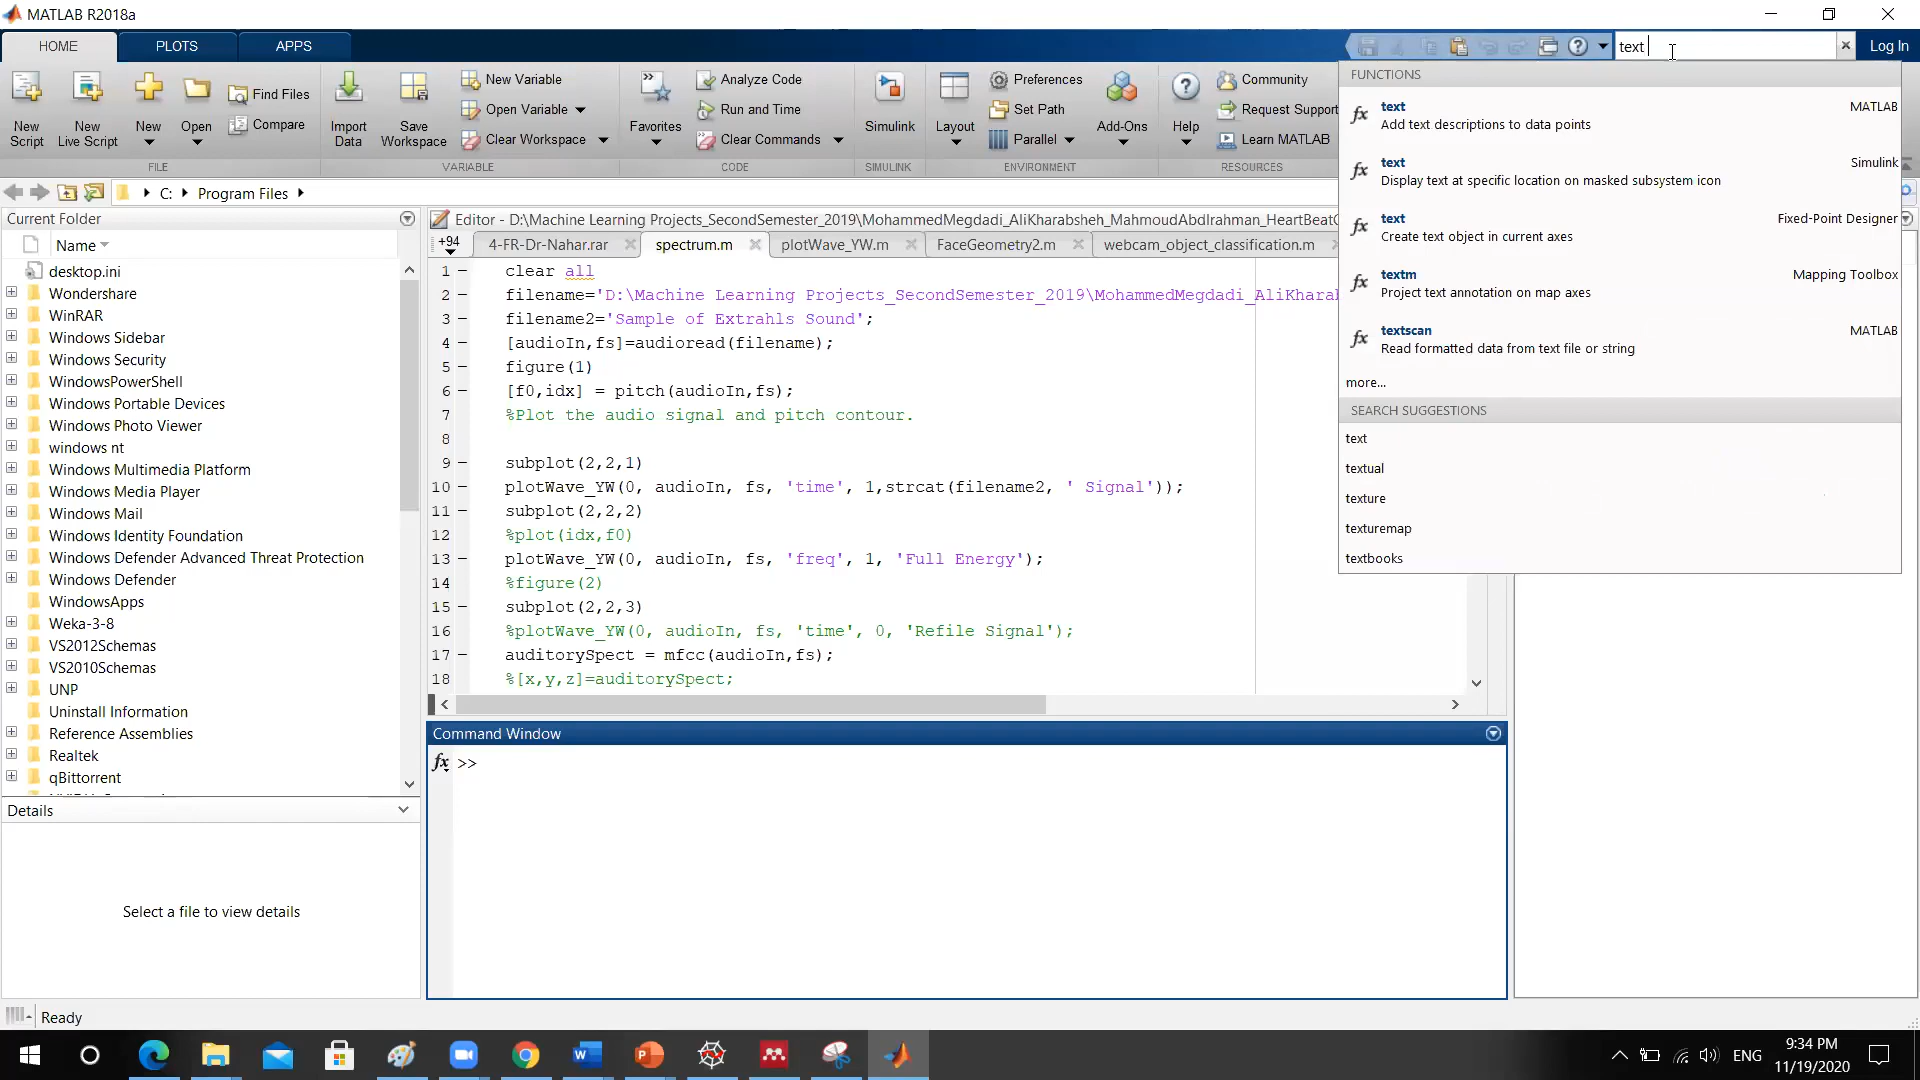 MATLAB R2018a
HOME
PLOTS
APPS
text
Log In
New Script
New Live Script
New
Open
Find Files
Compare
Import Data
Save Workspace
New Variable
Open Variable
Clear Workspace
Favorites
Analyze Code
Run and Time
Clear Commands
Simulink
Layout
Preferences
Set Path
Parallel
Add-Ons
Help
Community
Request Support
Learn MATLAB
FILE
VARIABLE
CODE
SIMULINK
ENVIRONMENT
RESOURCES
FUNCTIONS
fx text MATLAB
Add text descriptions to data points
fx text Simulink
Display text at specific location on masked subsystem icon
fx text Fixed-Point Designer
Create text object in current axes
fx textm Mapping Toolbox
Project text annotation on map axes
fx textscan MATLAB
Read formatted data from text file or string
more...
SEARCH SUGGESTIONS
text
textual
texture
texturemap
textbooks
C: Program Files
Current Folder
Name
desktop.ini
Wondershare
WinRAR
Windows Sidebar
Windows Security
WindowsPowerShell
Windows Portable Devices
Windows Photo Viewer
windows nt
Windows Multimedia Platform
Windows Media Player
Windows Mail
Windows Identity Foundation
Windows Defender Advanced Threat Protection
Windows Defender
WindowsApps
Weka-3-8
VS2012Schemas
VS2010Schemas
UNP
Uninstall Information
Reference Assemblies
Realtek
qBittorrent
Details
Select a file to view details
Editor - D:\Machine Learning Projects_SecondSemester_2019\MohammedMegdadi_AliKharabsheh_MahmoudAbdlrahman_HeartBeatC
+94 4-FR-Dr-Nahar.rar spectrum.m plotWave_YW.m FaceGeometry2.m webcam_object_classification.m
1 clear all
2 filename='D:\Machine Learning Projects_SecondSemester_2019\MohammedMegdadi_AliKharab
3 filename2='Sample of Extrahls Sound';
4 [audioIn,fs]=audioread(filename);
5 figure(1)
6 [f0,idx] = pitch(audioIn,fs);
7 %Plot the audio signal and pitch contour.
8
9 subplot(2,2,1)
10 plotWave_YW(0, audioIn, fs, 'time', 1,strcat(filename2, ' Signal'));
11 subplot(2,2,2)
12 %plot(idx,f0)
13 plotWave_YW(0, audioIn, fs, 'freq', 1, 'Full Energy');
14 %figure(2)
15 subplot(2,2,3)
16 %plotWave_YW(0, audioIn, fs, 'time', 0, 'Refile Signal');
17 auditorySpect = mfcc(audioIn,fs);
18 %[x,y,z]=auditorySpect;
Command Window
fx >>
Ready
ENG
9:34 PM
11/19/2020